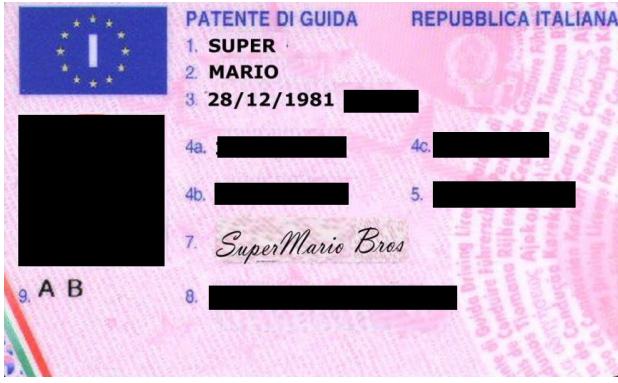 PATENTE DI GUIDA REPUBBLICA ITALIANA
I
1. SUPER
2. MARIO
3. 28/12/1981
4a. 4c.
4b. 5.
7. SuperMario Bros
9. A B 8.